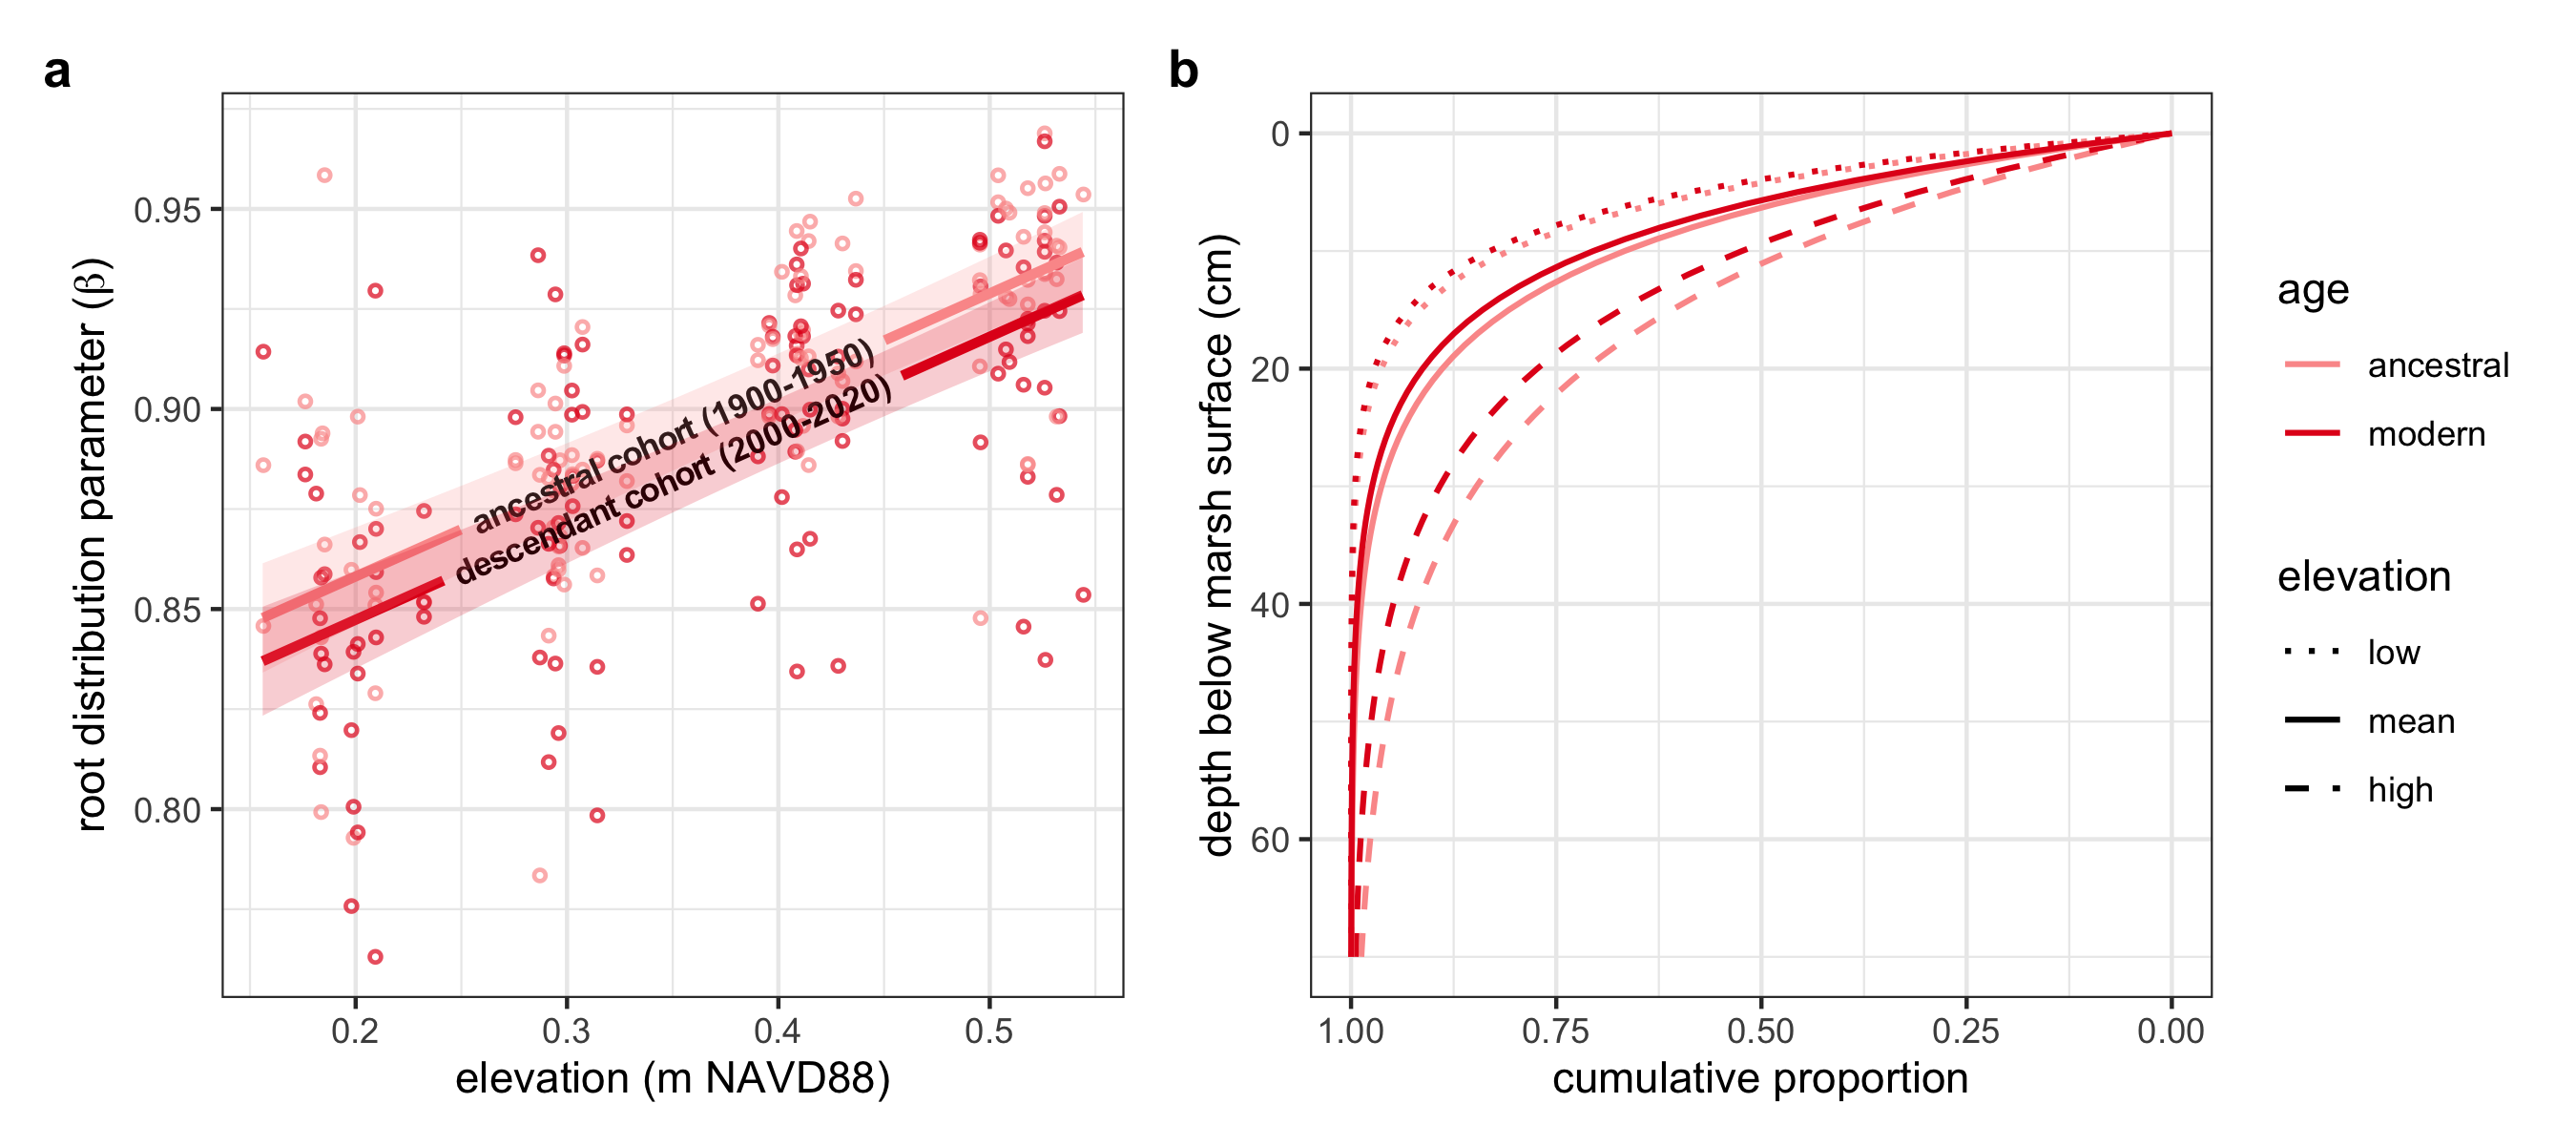 a
root distribution parameter (β)
0.95
0.90
0.85
0.80
ancestral cohort (1900-1950)
descendant cohort (2000-2020)
0.2 0.3 0.4 0.5
elevation (m NAVD88)
b
depth below marsh surface (cm)
0
20
40
60
1.00 0.75 0.50 0.25 0.00
cumulative proportion
age
ancestral
modern
elevation
low
mean
high